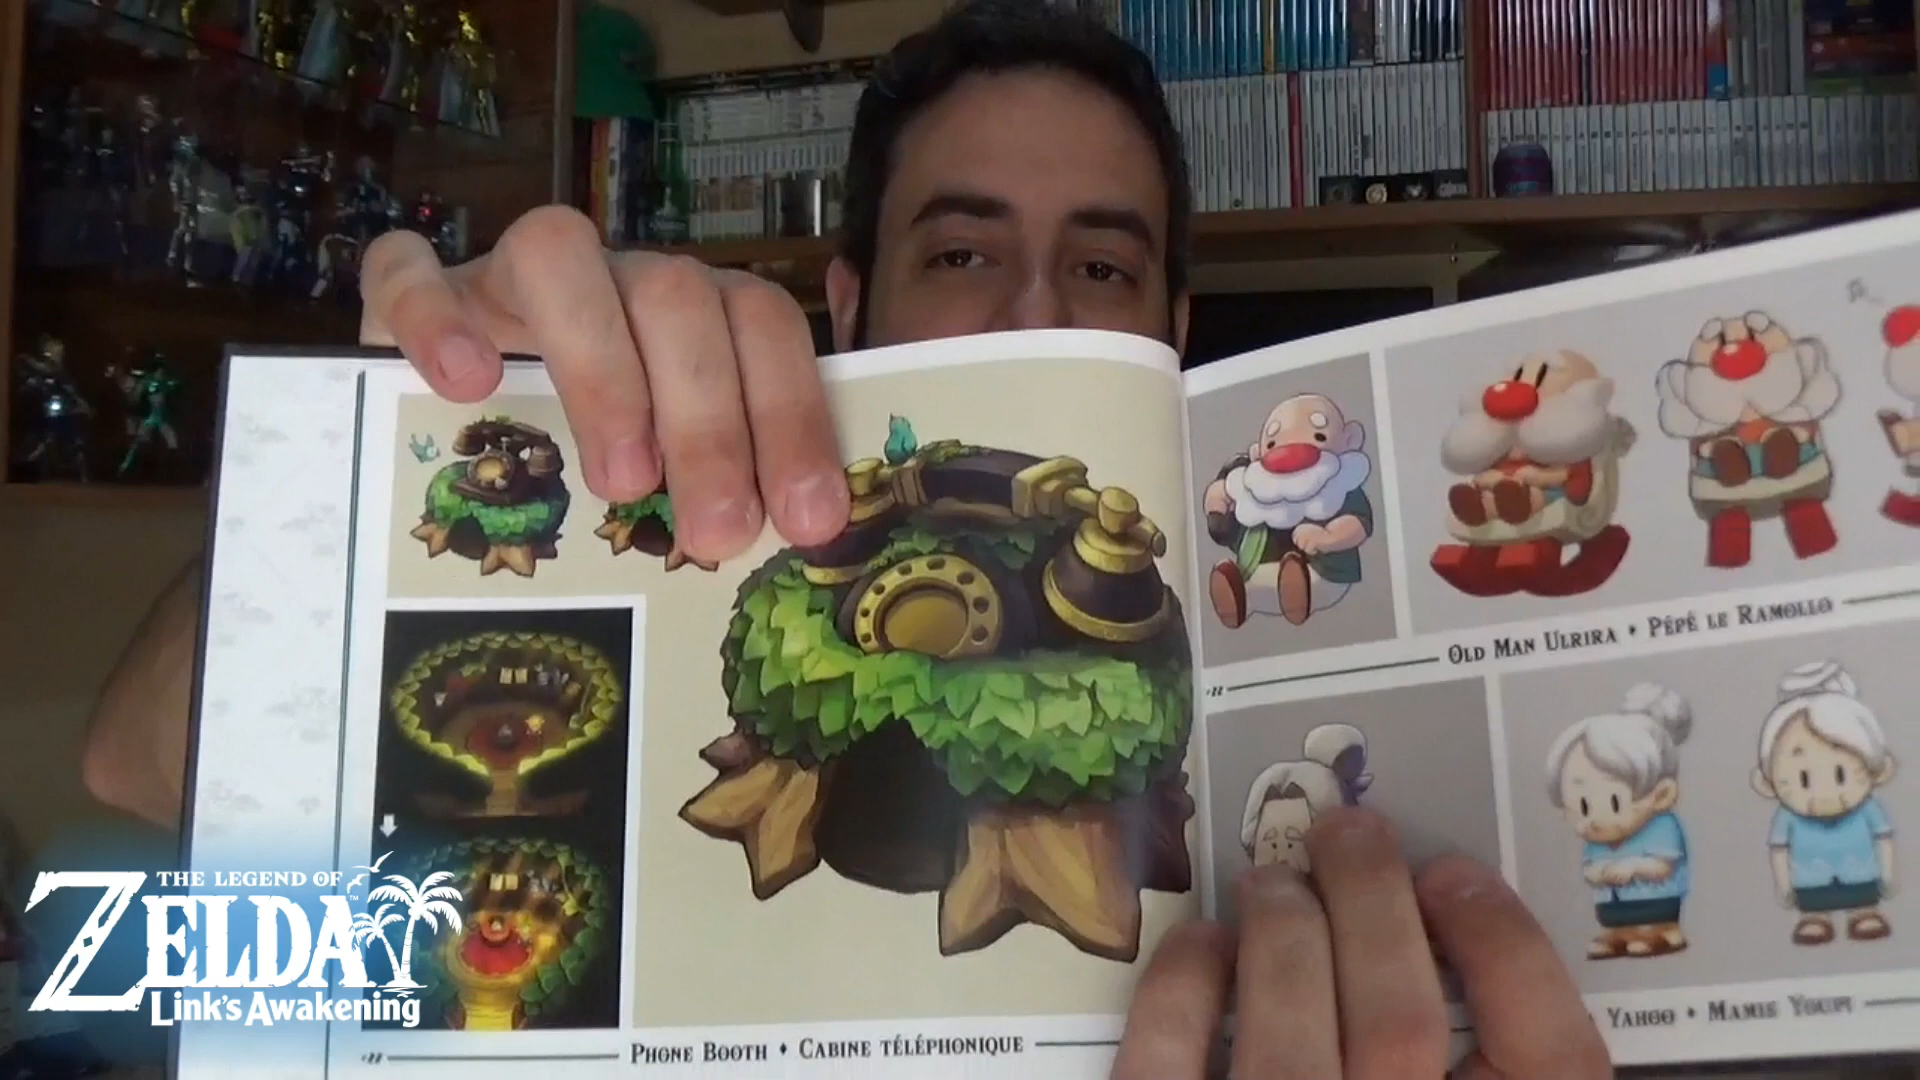 Old Man Ulrira • Pépé le Ramollo
THE LEGEND OF
ZELDA
LINK'S AWAKENING
Yahoo • Mamie Youpi
Phone Booth • Cabine téléphonique